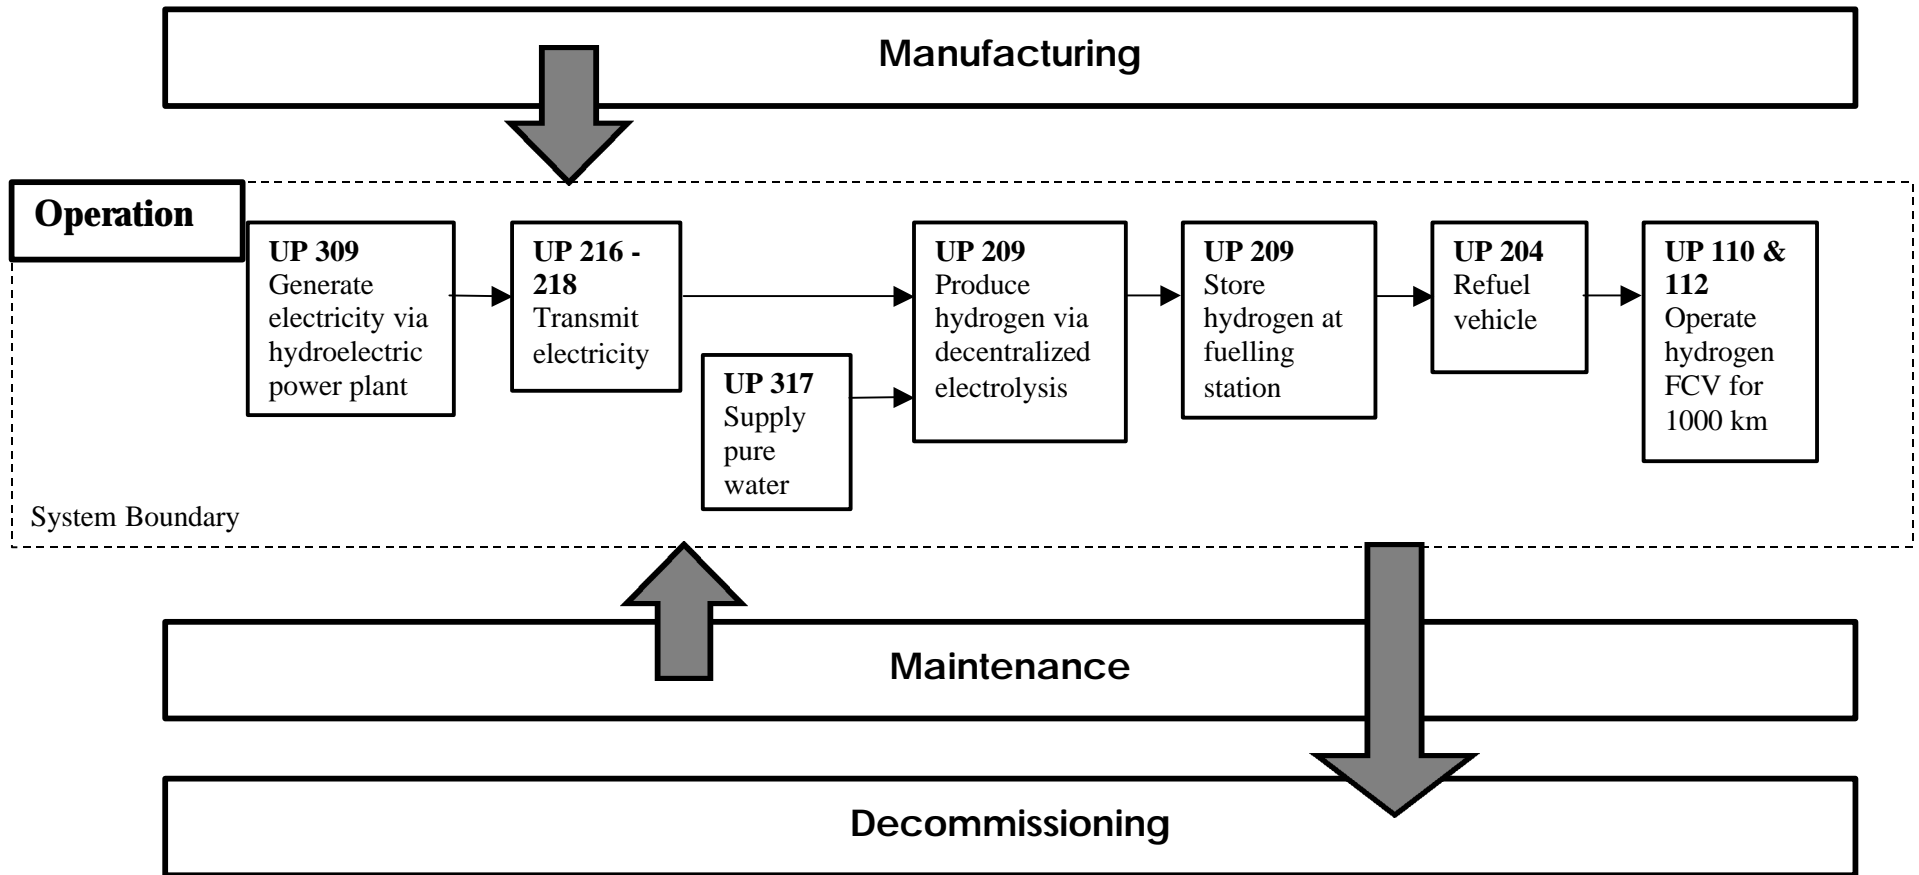 Manufacturing
Operation
UP 309
Generate
electricity via
hydroelectric
power plant
UP 216 -
218
Transmit
electricity
UP 317
Supply
pure
water
UP 209
Produce
hydrogen via
decentralized
electrolysis
UP 209
Store
hydrogen at
fuelling
station
UP 204
Refuel
vehicle
UP 110 &
112
Operate
hydrogen
FCV for
1000 km
System Boundary
Maintenance
Decommissioning